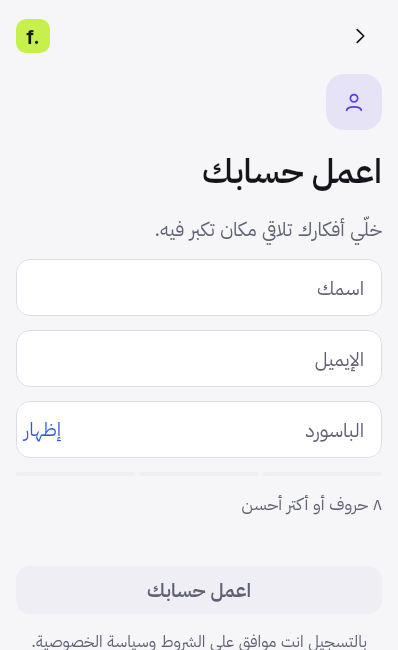 f.
اعمل حسابك
خلّي أفكارك تلاقي مكان تكبر فيه.
اسمك
الإيميل
الباسورد
إظهار
٨ حروف أو أكتر أحسن
اعمل حسابك
بالتسجيل انت موافق على الشروط وسياسة الخصوصية.